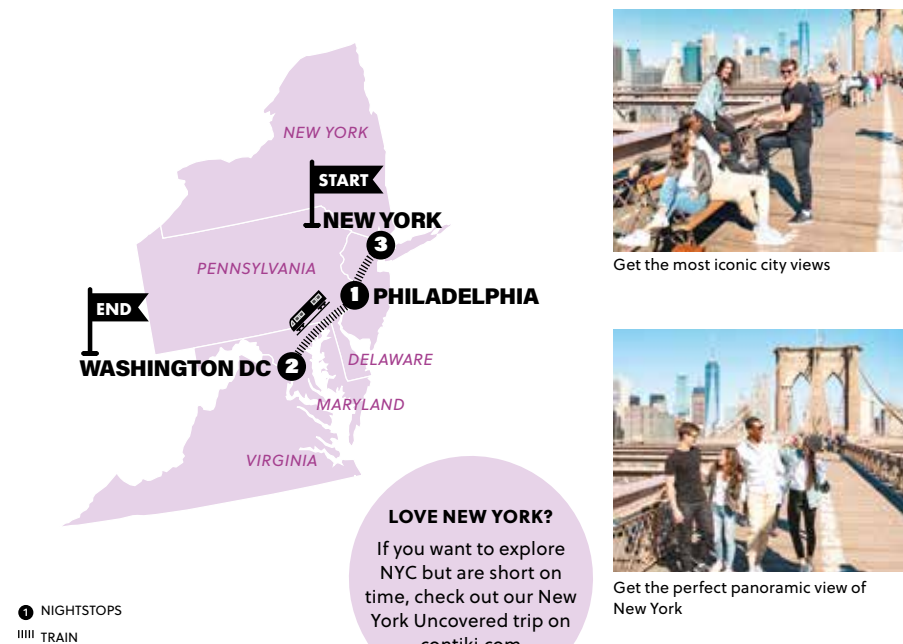 NEW YORK
START
NEW YORK
3
PENNSYLVANIA
1 PHILADELPHIA
END
WASHINGTON DC 2
DELAWARE
MARYLAND
VIRGINIA
LOVE NEW YORK?
If you want to explore
NYC but are short on
time, check out our New
York Uncovered trip on
contiki.com
1 NIGHTSTOPS
TRAIN
Get the most iconic city views
Get the perfect panoramic view of
New York